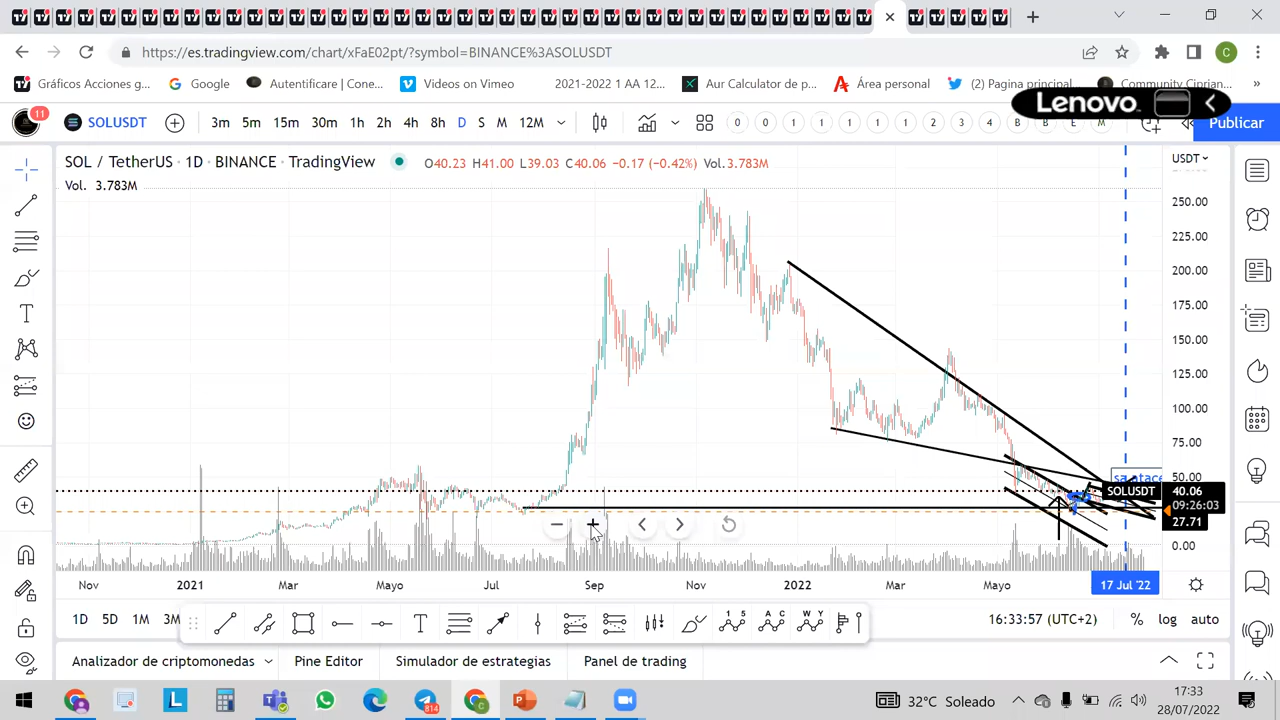 https://es.tradingview.com/chart/xFaE02pt/?symbol=BINANCE%3ASOLUSDT
C
Gráficos Acciones g...
Google
Autentificare | Cone...
Videos on Vimeo
2021-2022 1 AA 12...
Aur Calculator de p...
Área personal
(2) Pagina principal...
Community Ciprian...
»
Lenovo
11
SOLUSDT
3m 5m 15m 30m 1h 2h 4h 8h D S M 12M
0 0 1 1 1 1 1 2 3 4 B B E M
Publicar
SOL / TetherUS · 1D · BINANCE · TradingView
O40.23 H41.00 L39.03 C40.06 −0.17 (−0.42%) Vol.3.783M
USDT
Vol. 3.783M
250.00
225.00
200.00
175.00
150.00
125.00
100.00
75.00
50.00
SOLUSDT
40.06
09:26:03
27.71
0.00
Nov 2021 Mar Mayo Jul Sep Nov 2022 Mar Mayo 17 Jul '22
1D 5D 1M 3M
16:33:57 (UTC+2)
% log auto
Analizador de criptomonedas
Pine Editor
Simulador de estrategias
Panel de trading
814
32°C Soleado
17:33
28/07/2022